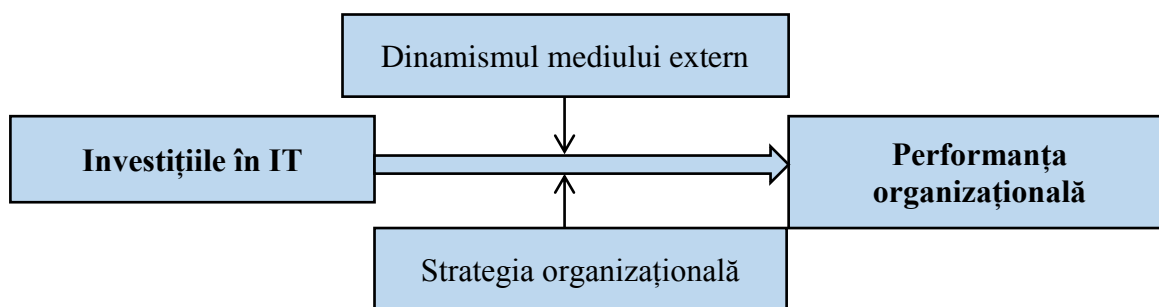 Dinamismul mediului extern
Investițiile în IT
Performanța
organizațională
Strategia organizațională